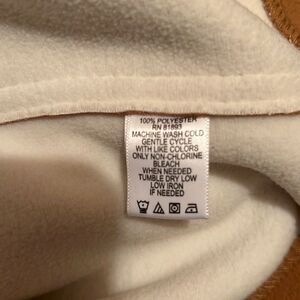 100% POLYESTER
RN 81893
MACHINE WASH COLD
GENTLE CYCLE
WITH LIKE COLORS
ONLY NON-CHLORINE
BLEACH
WHEN NEEDED
TUMBLE DRY LOW
LOW IRON
IF NEEDED